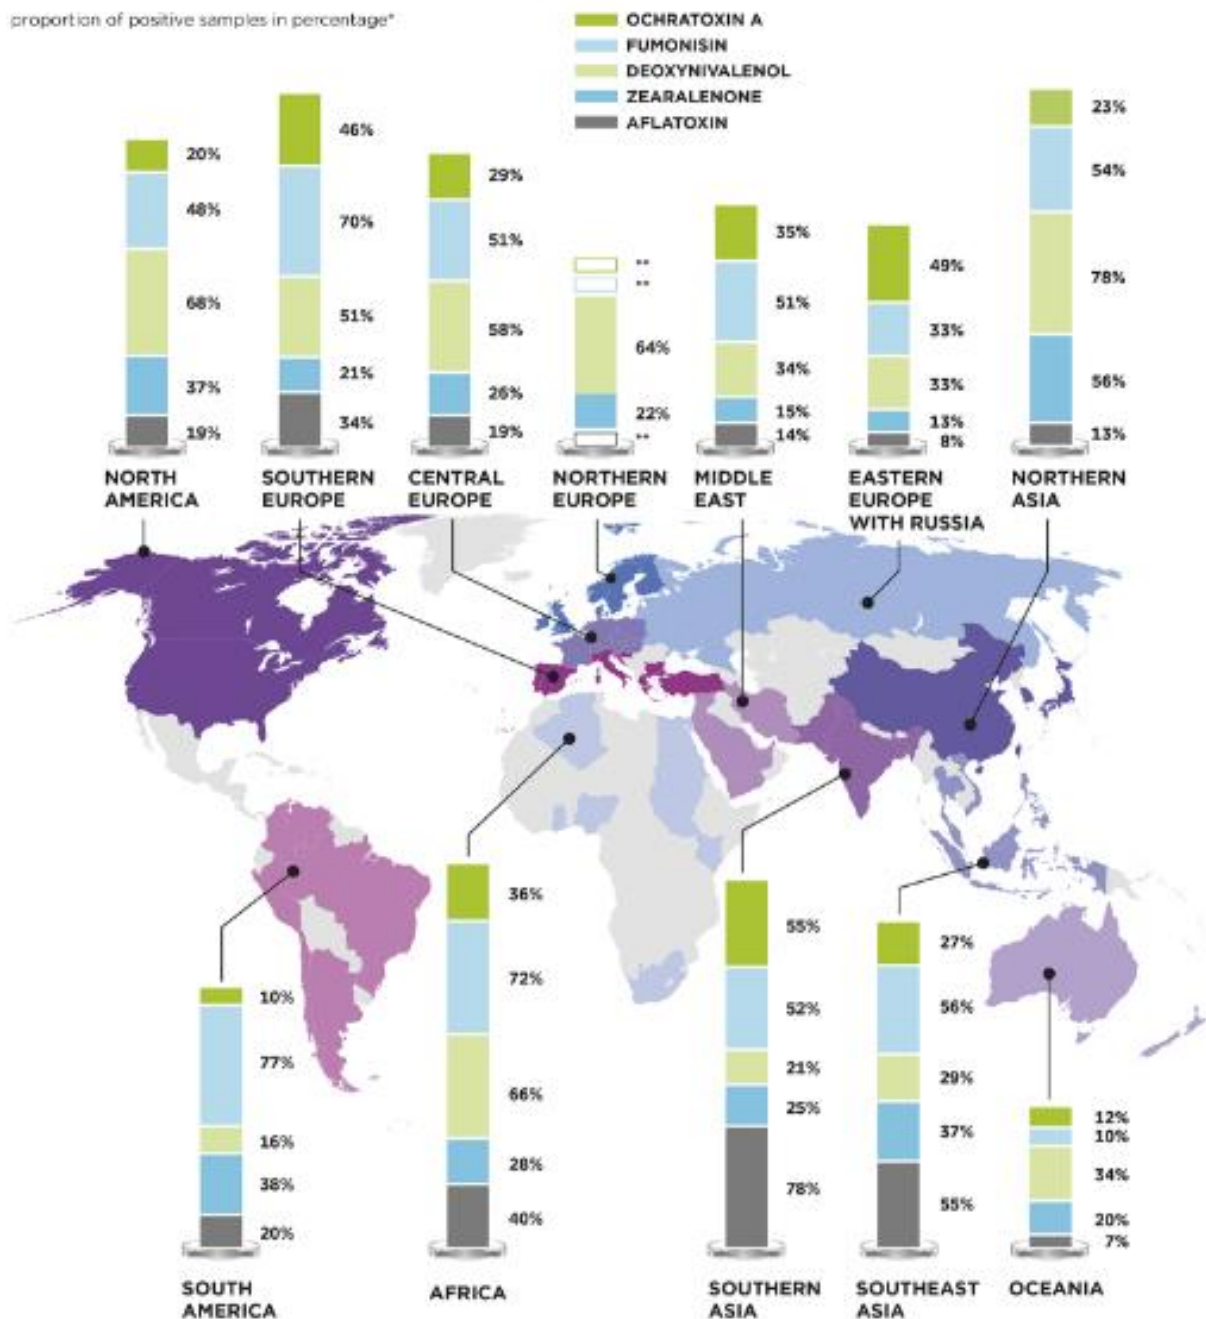 proportion of positive samples in percentage*
OCHRATOXIN A
FUMONISIN
DEOXYNIVALENOL
ZEARALENONE
AFLATOXIN
20%
48%
68%
37%
19%
NORTH
AMERICA
46%
70%
51%
21%
34%
SOUTHERN
EUROPE
29%
51%
58%
26%
19%
CENTRAL
EUROPE
**
**
64%
22%
**
NORTHERN
EUROPE
35%
51%
34%
15%
14%
MIDDLE
EAST
49%
33%
33%
13%
8%
EASTERN
EUROPE
WITH RUSSIA
23%
54%
78%
56%
13%
NORTHERN
ASIA
10%
77%
16%
38%
20%
SOUTH
AMERICA
36%
72%
66%
28%
40%
AFRICA
55%
52%
21%
25%
78%
SOUTHERN
ASIA
27%
56%
29%
37%
55%
SOUTHEAST
ASIA
12%
10%
34%
20%
7%
OCEANIA